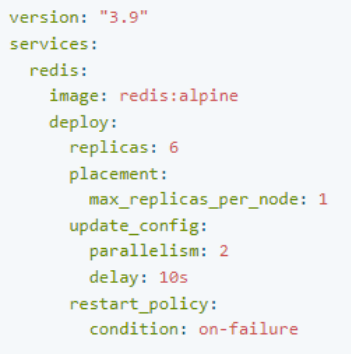 version: "3.9"
services:
  redis:
    image: redis:alpine
    deploy:
      replicas: 6
      placement:
        max_replicas_per_node: 1
      update_config:
        parallelism: 2
        delay: 10s
      restart_policy:
        condition: on-failure